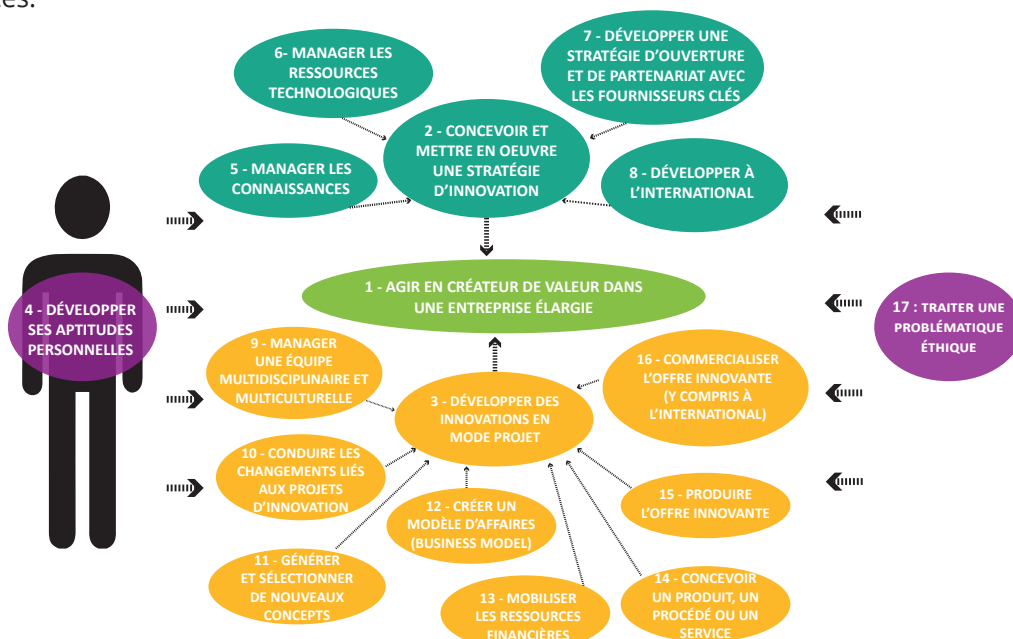 6- MANAGER LES
RESSOURCES
TECHNOLOGIQUES
7 - DÉVELOPPER UNE
STRATÉGIE D’OUVERTURE
ET DE PARTENARIAT AVEC
LES FOURNISSEURS CLÉS
2 - CONCEVOIR ET
METTRE EN OEUVRE
UNE STRATÉGIE
D’INNOVATION
5 - MANAGER LES
CONNAISSANCES
8 - DÉVELOPPER À
L’INTERNATIONAL
1 - AGIR EN CRÉATEUR DE VALEUR DANS
UNE ENTREPRISE ÉLARGIE
4 - DÉVELOPPER
SES APTITUDES
PERSONNELLES
17 : TRAITER UNE
PROBLÉMATIQUE
ÉTHIQUE
9 - MANAGER
UNE ÉQUIPE
MULTIDISCIPLINAIRE ET
MULTICULTURELLE
16 - COMMERCIALISER
L’OFFRE INNOVANTE
(Y COMPRIS À
L’INTERNATIONAL)
3 - DÉVELOPPER DES
INNOVATIONS EN
MODE PROJET
10 - CONDUIRE LES
CHANGEMENTS LIÉS
AUX PROJETS
D’INNOVATION
15 - PRODUIRE
L’OFFRE INNOVANTE
12 - CRÉER UN
MODÈLE D’AFFAIRES
(BUSINESS MODEL)
11 - GÉNÉRER
ET SÉLECTIONNER
DE NOUVEAUX
CONCEPTS
14 - CONCEVOIR
UN PRODUIT, UN
PROCÉDÉ OU UN
SERVICE
13 - MOBILISER
LES RESSOURCES
FINANCIÈRES